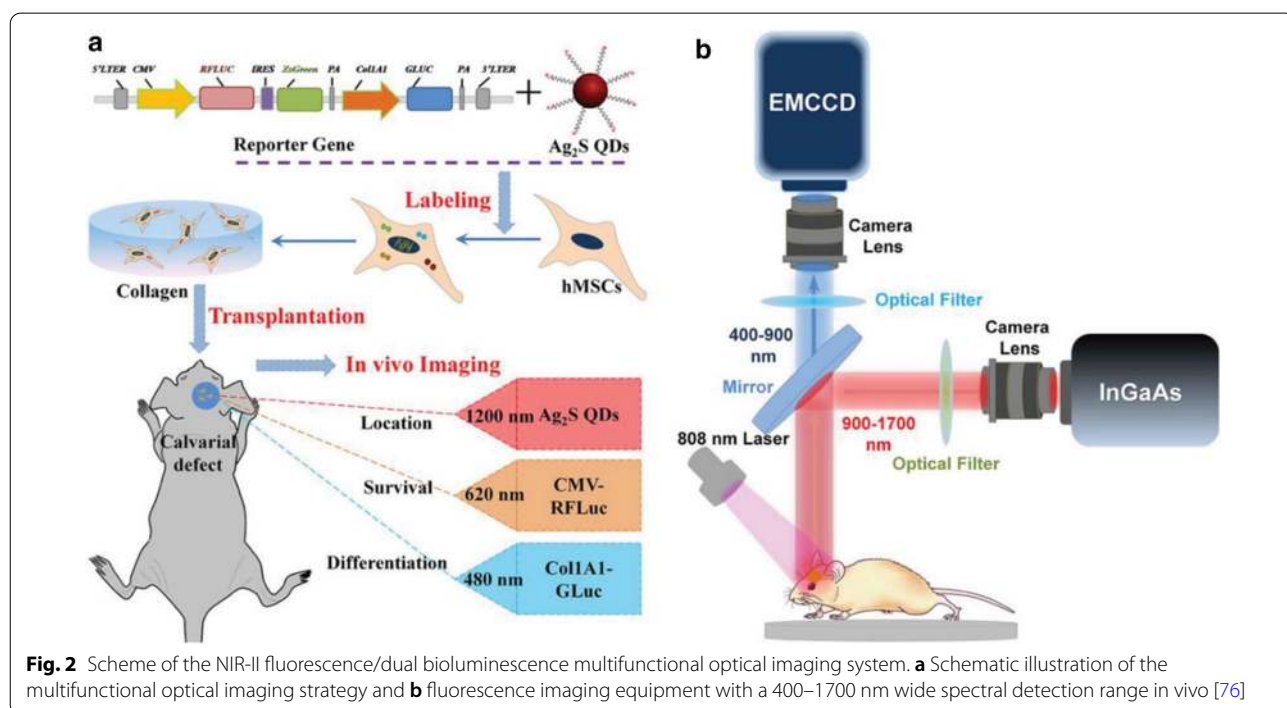 a
5'LTER CMV RFLUC IRES ZsGreen PA Col1A1 GLUC PA 3'LTER
+
Reporter Gene
Ag₂S QDs
Labeling
Collagen
hMSCs
Transplantation
In vivo Imaging
Calvarial
defect
Location
1200 nm Ag₂S QDs
Survival
620 nm
CMV-
RFLuc
Differentiation
480 nm
Col1A1-
GLuc
b
EMCCD
Camera
Lens
Optical Filter
400-900
nm
Mirror
Camera
Lens
InGaAs
900-1700
nm
Optical Filter
808 nm Laser
Fig. 2 Scheme of the NIR-II fluorescence/dual bioluminescence multifunctional optical imaging system. a Schematic illustration of the
multifunctional optical imaging strategy and b fluorescence imaging equipment with a 400–1700 nm wide spectral detection range in vivo [76]